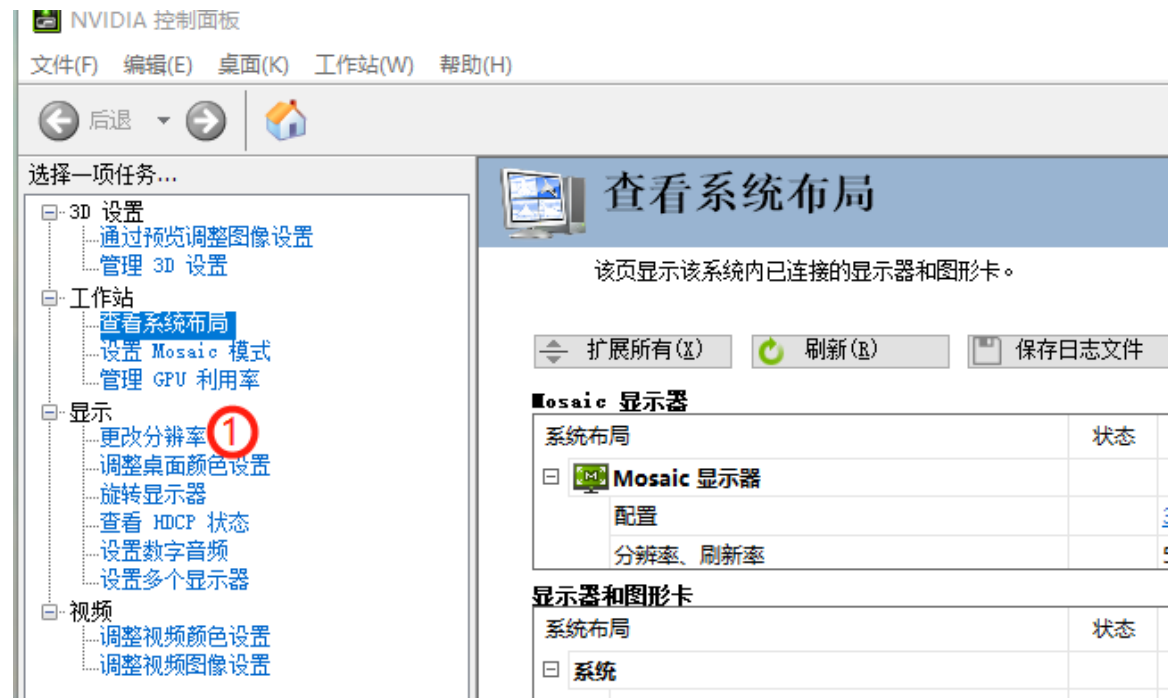 NVIDIA 控制面板
文件(F) 编辑(E) 桌面(K) 工作站(W) 帮助(H)
后退
选择一项任务...
3D 设置
通过预览调整图像设置
管理 3D 设置
工作站
查看系统布局
设置 Mosaic 模式
管理 GPU 利用率
显示
更改分辨率 1
调整桌面颜色设置
旋转显示器
查看 HDCP 状态
设置数字音频
设置多个显示器
视频
调整视频颜色设置
调整视频图像设置
查看系统布局
该页显示该系统内已连接的显示器和图形卡。
扩展所有(X) 刷新(R) 保存日志文件
Mosaic 显示器
系统布局 状态
Mosaic 显示器
配置
分辨率、刷新率
显示器和图形卡
系统布局 状态
系统